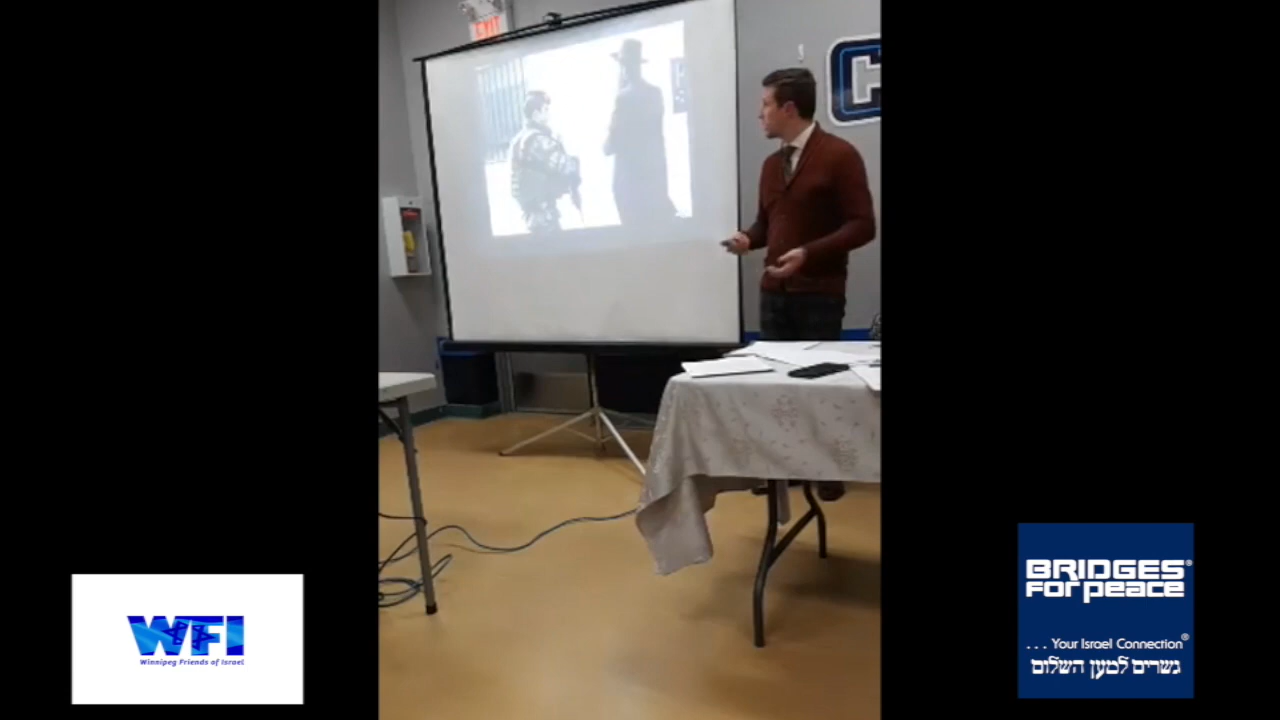 EXIT
C
WFI
Winnipeg Friends of Israel
BRIDGES®
FOR Peace
... Your Israel Connection®
גשרים למען השלום